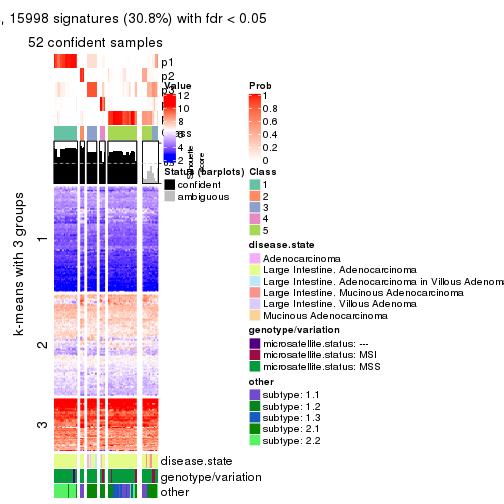 , 15998 signatures (30.8%) with fdr < 0.05
52 confident samples
p1
p2
Value
12
10
8
6
4
2
Prob
1
0.8
0.6
0.4
0.2
0
Silhouette
score
Status (barplots)
confident
ambiguous
Class
1
2
3
4
5
k-means with 3 groups
1
2
3
disease.state
Adenocarcinoma
Large Intestine. Adenocarcinoma
Large Intestine. Adenocarcinoma in Villous Adenoma
Large Intestine. Mucinous Adenocarcinoma
Large Intestine. Villous Adenoma
Mucinous Adenocarcinoma
genotype/variation
microsatellite.status: ---
microsatellite.status: MSI
microsatellite.status: MSS
other
subtype: 1.1
subtype: 1.2
subtype: 1.3
subtype: 2.1
subtype: 2.2
disease.state
genotype/variation
other